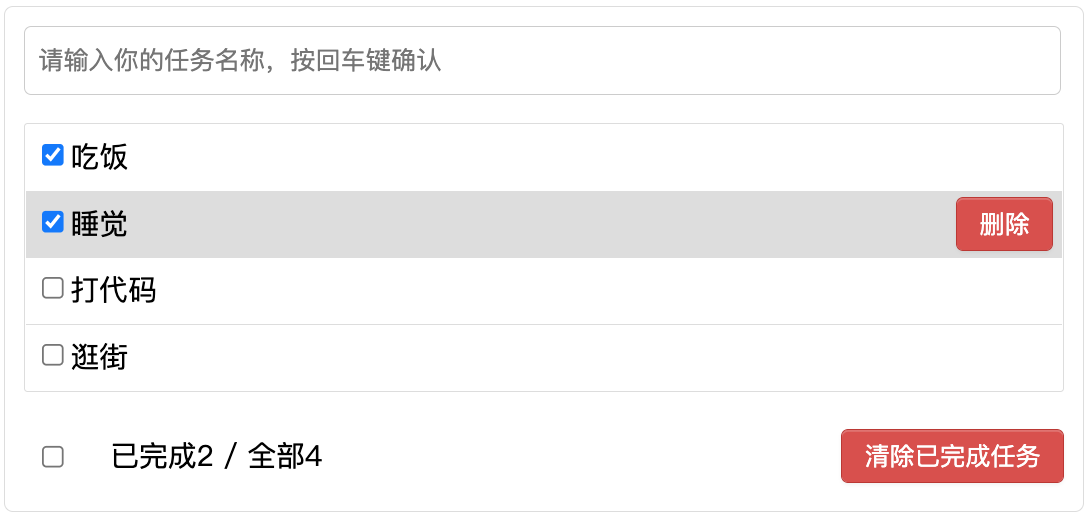 请输入你的任务名称，按回车键确认
吃饭
睡觉 删除
打代码
逛街
已完成2 / 全部4 清除已完成任务